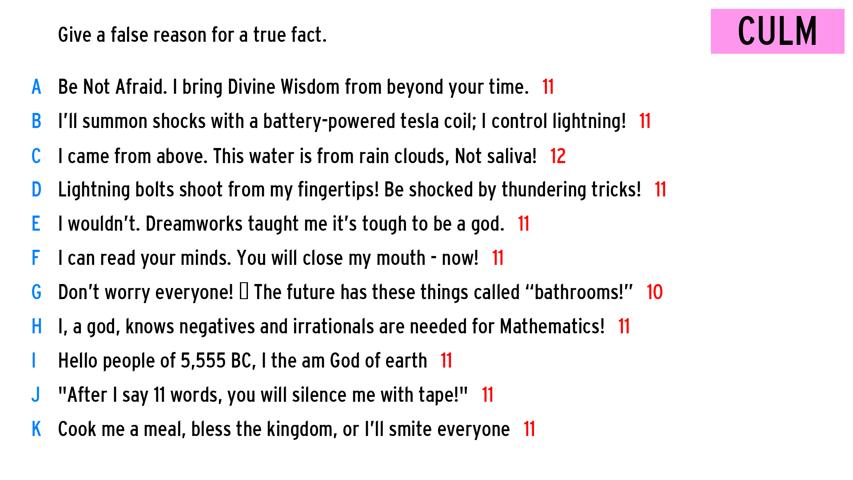 Give a false reason for a true fact.
CULM
A Be Not Afraid. I bring Divine Wisdom from beyond your time. 11
B I'll summon shocks with a battery-powered tesla coil; I control lightning! 11
C I came from above. This water is from rain clouds, Not saliva! 12
D Lightning bolts shoot from my fingertips! Be shocked by thundering tricks! 11
E I wouldn't. Dreamworks taught me it's tough to be a god. 11
F I can read your minds. You will close my mouth - now! 11
G Don't worry everyone! ▯ The future has these things called “bathrooms!” 10
H I, a god, knows negatives and irrationals are needed for Mathematics! 11
I Hello people of 5,555 BC, I the am God of earth 11
J "After I say 11 words, you will silence me with tape!" 11
K Cook me a meal, bless the kingdom, or I'll smite everyone 11